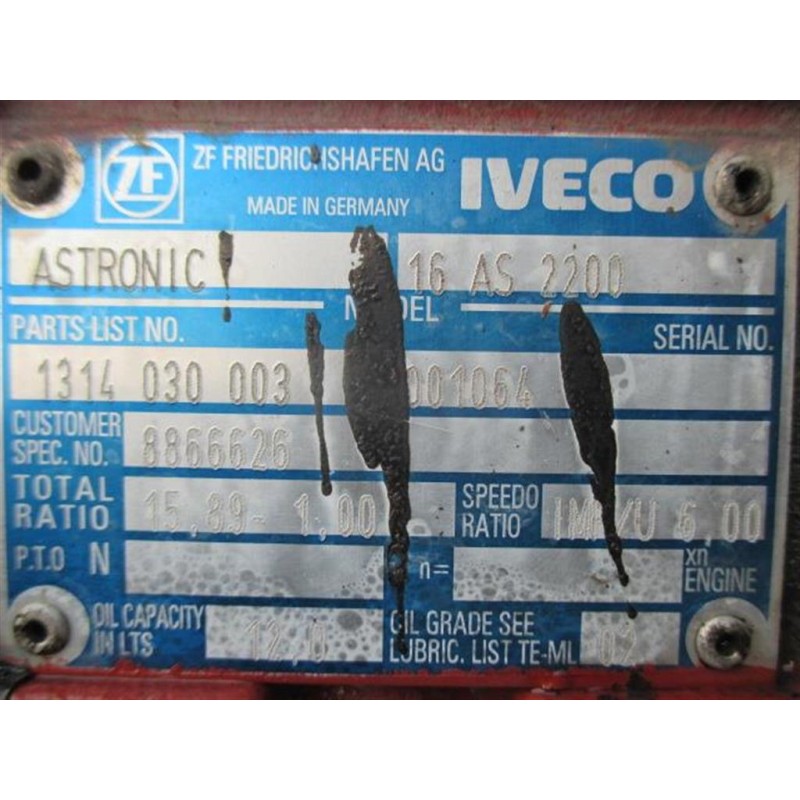 ZF
ZF FRIEDRICHSHAFEN AG
IVECO
MADE IN GERMANY
ASTRONIC 16 AS 2200
MODEL
PARTS LIST NO. SERIAL NO.
1314 030 003 001064
CUSTOMER
SPEC. NO. 8866626
TOTAL
RATIO 15,89- 1,00
SPEEDO
RATIO 6,00
P.T.O N n= xn
ENGINE
OIL CAPACITY
IN LTS 12,0
OIL GRADE SEE
LUBRIC. LIST TE-ML 02